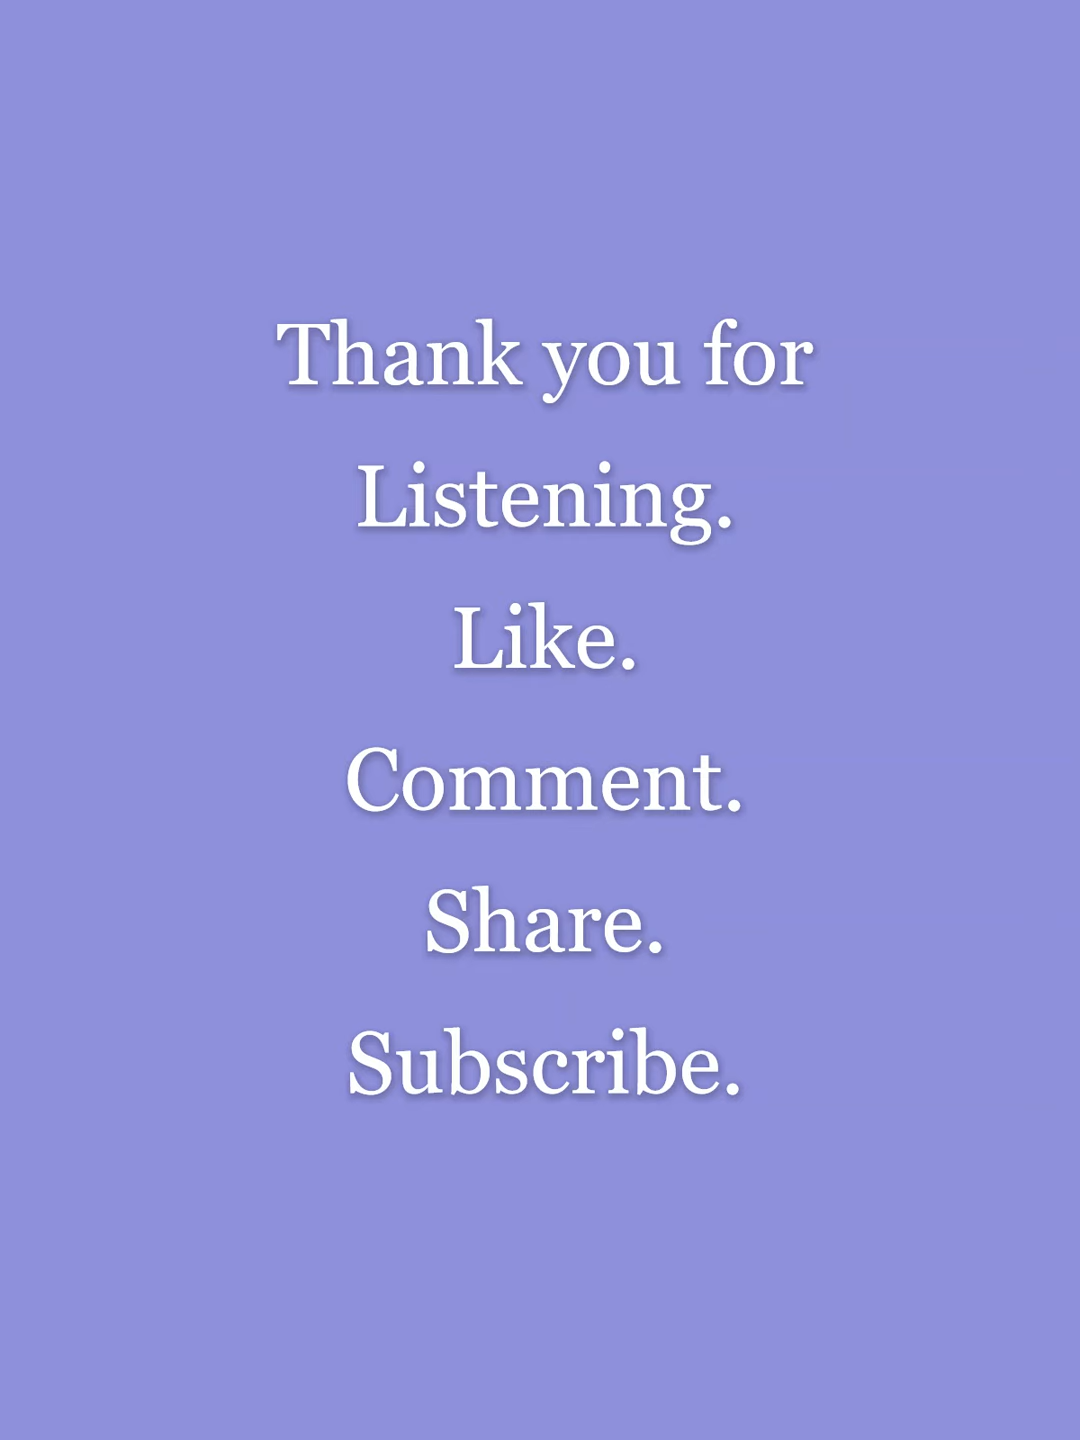 Thank you for
Listening.
Like.
Comment.
Share.
Subscribe.